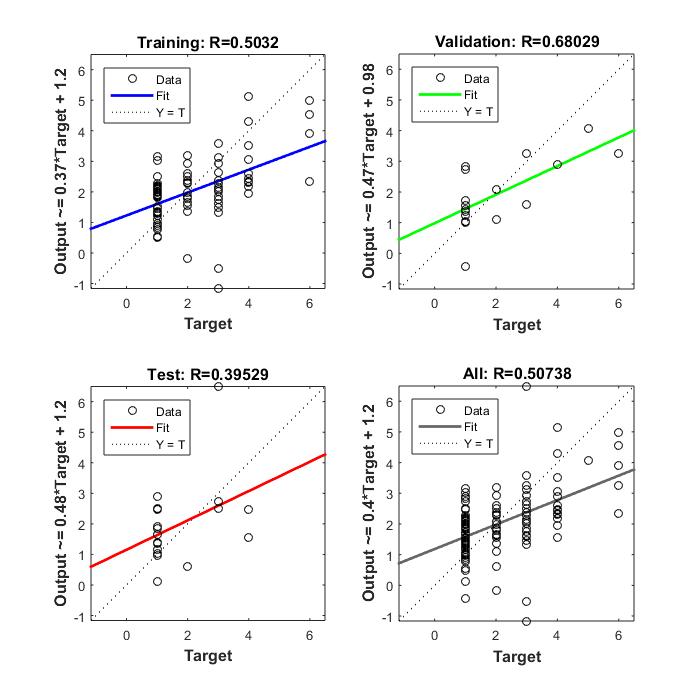 Training: R=0.5032
Output ~= 0.37*Target + 1.2
6
5
4
3
2
1
0
-1
Data
Fit
Y = T
0
2
4
6
Target
Validation: R=0.68029
Output ~= 0.47*Target + 0.98
6
5
4
3
2
1
0
-1
Data
Fit
Y = T
0
2
4
6
Target
Test: R=0.39529
Output ~= 0.48*Target + 1.2
6
5
4
3
2
1
0
-1
Data
Fit
Y = T
0
2
4
6
Target
All: R=0.50738
Output ~= 0.4*Target + 1.2
6
5
4
3
2
1
0
-1
Data
Fit
Y = T
0
2
4
6
Target